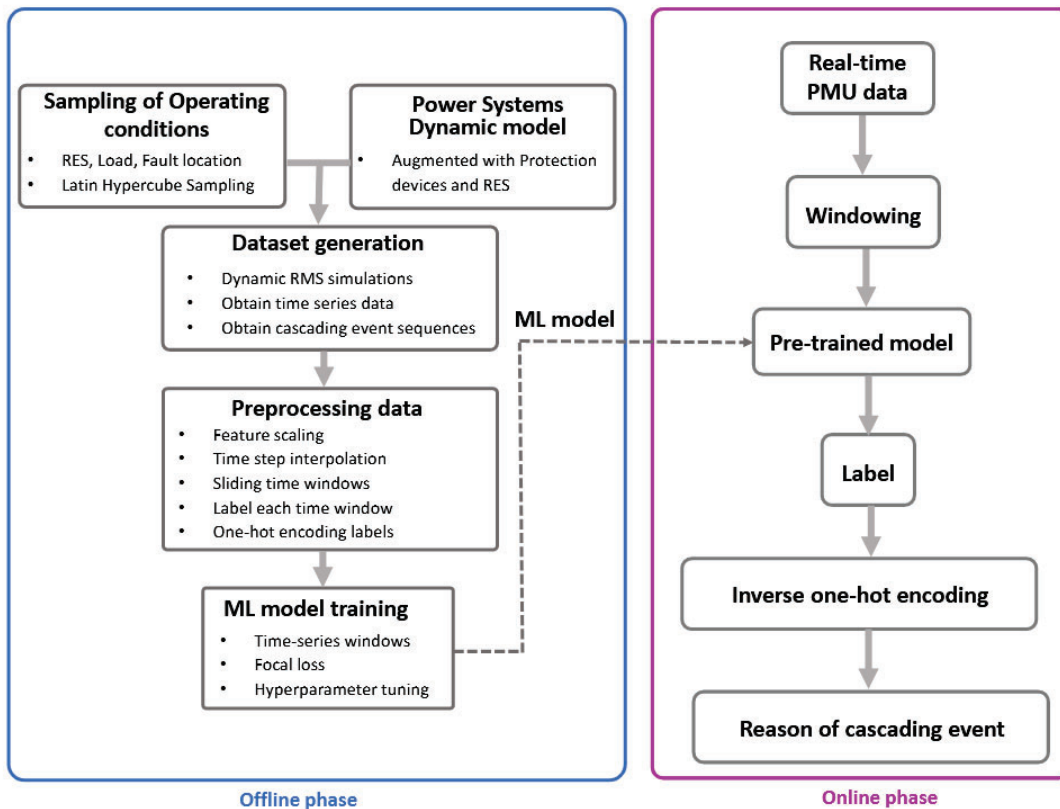 Sampling of Operating
conditions
• RES, Load, Fault location
• Latin Hypercube Sampling
Power Systems
Dynamic model
• Augmented with Protection
devices and RES
Dataset generation
• Dynamic RMS simulations
• Obtain time series data
• Obtain cascading event sequences
Preprocessing data
• Feature scaling
• Time step interpolation
• Sliding time windows
• Label each time window
• One-hot encoding labels
ML model training
• Time-series windows
• Focal loss
• Hyperparameter tuning
ML model
Offline phase
Real-time
PMU data
Windowing
Pre-trained model
Label
Inverse one-hot encoding
Reason of cascading event
Online phase